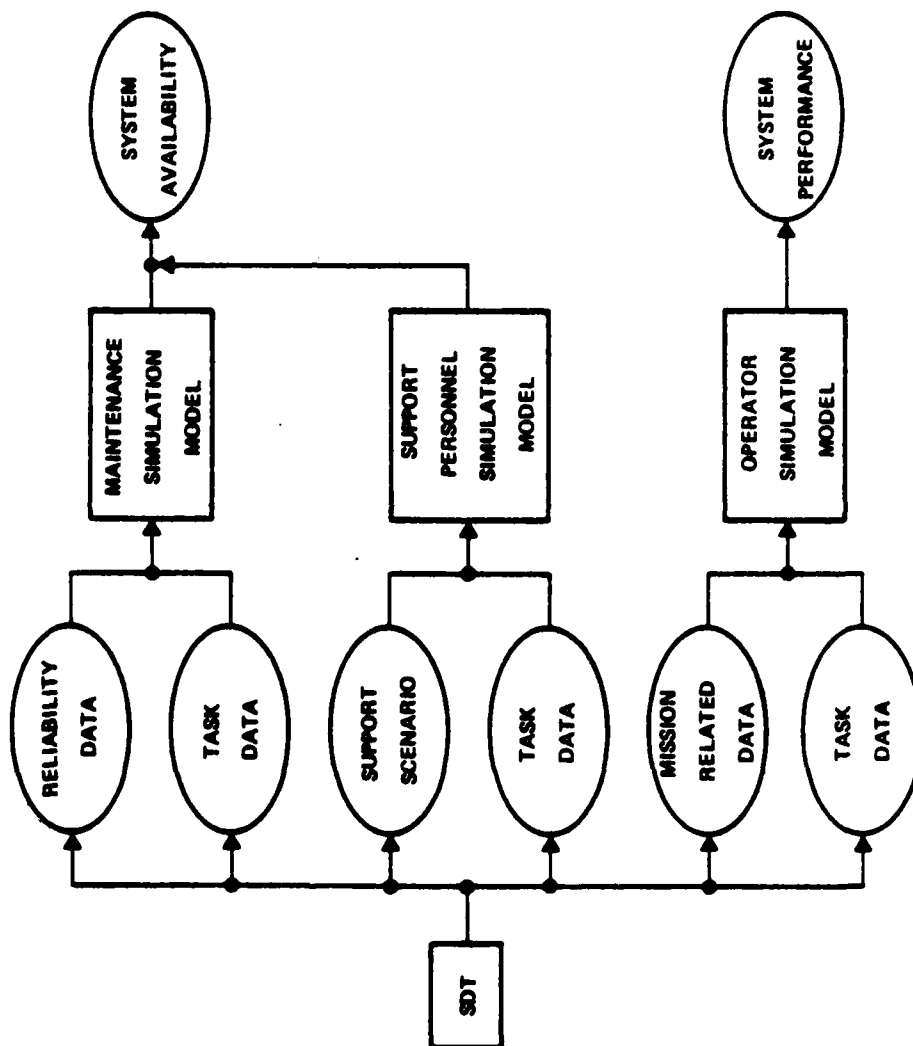 SDT
RELIABILITY
DATA
TASK
DATA
SUPPORT
SCENARIO
TASK
DATA
MISSION
RELATED
DATA
TASK
DATA
MAINTENANCE
SIMULATION
MODEL
SUPPORT
PERSONNEL
SIMULATION
MODEL
OPERATOR
SIMULATION
MODEL
SYSTEM
AVAILABILITY
SYSTEM
PERFORMANCE